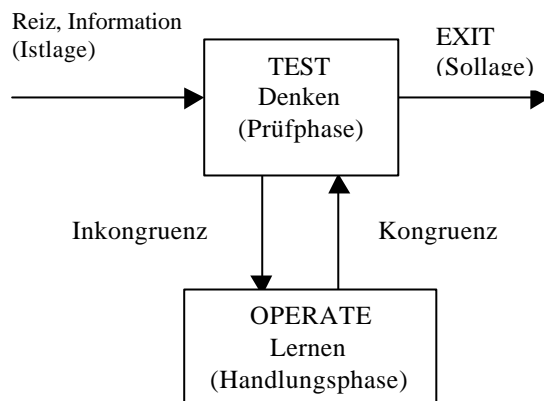 Reiz, Information
(Istlage)
TEST
Denken
(Prüfphase)
EXIT
(Sollage)
Inkongruenz
Kongruenz
OPERATE
Lernen
(Handlungsphase)